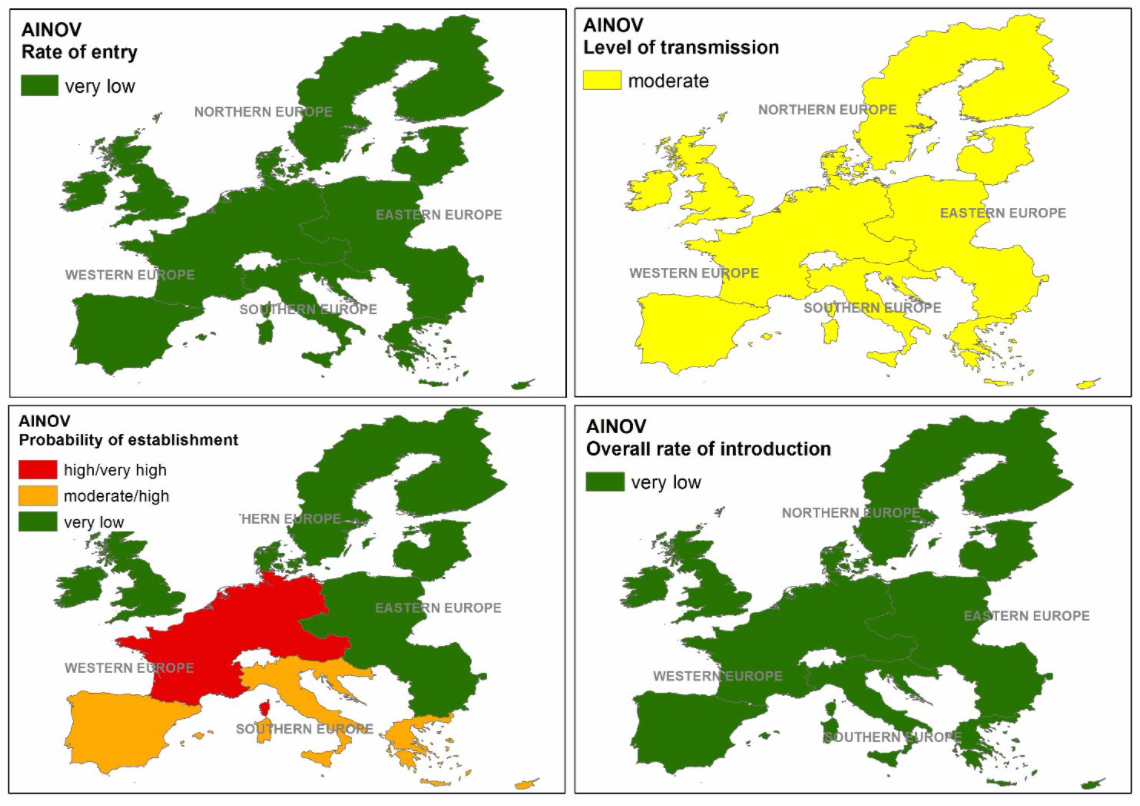 AINOV
Rate of entry
very low
NORTHERN EUROPE
EASTERN EUROPE
WESTERN EUROPE
SOUTHERN EUROPE
AINOV
Level of transmission
moderate
NORTHERN EUROPE
EASTERN EUROPE
WESTERN EUROPE
SOUTHERN EUROPE
AINOV
Probability of establishment
high/very high
moderate/high
very low
HERN EUROPE
EASTERN EUROPE
WESTERN EUROPE
SOUTHERN EUROPE
AINOV
Overall rate of introduction
very low
NORTHERN EUROPE
EASTERN EUROPE
WESTERN EUROPE
SOUTHERN EUROPE